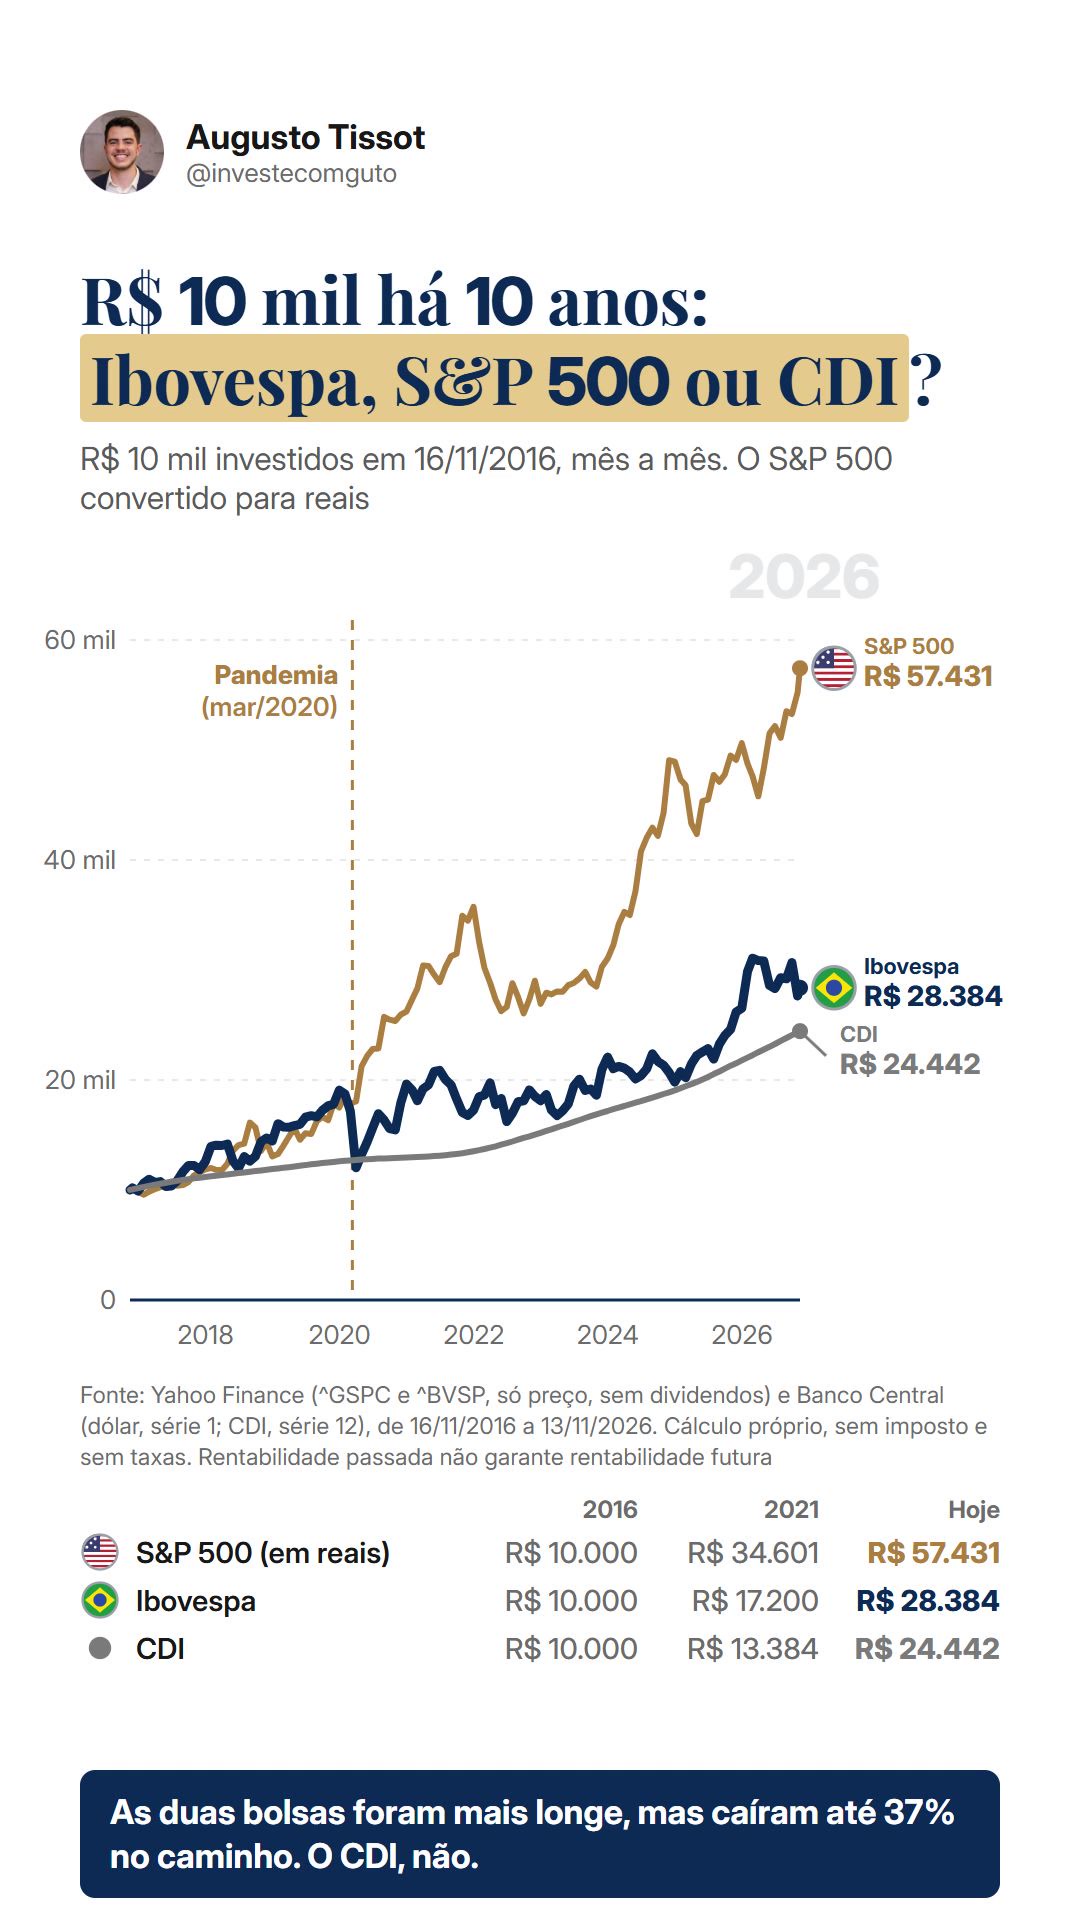 Augusto Tissot
@investecomguto
R$ 10 mil há 10 anos:
Ibovespa, S&P 500 ou CDI?
R$ 10 mil investidos em 16/11/2016, mês a mês. O S&P 500
convertido para reais
2026
60 mil
40 mil
20 mil
0
Pandemia
(mar/2020)
S&P 500
R$ 57.431
Ibovespa
R$ 28.384
CDI
R$ 24.442
2018 2020 2022 2024 2026
Fonte: Yahoo Finance (^GSPC e ^BVSP, só preço, sem dividendos) e Banco Central
(dólar, série 1; CDI, série 12), de 16/11/2016 a 13/11/2026. Cálculo próprio, sem imposto e
sem taxas. Rentabilidade passada não garante rentabilidade futura
2016 2021 Hoje
S&P 500 (em reais) R$ 10.000 R$ 34.601 R$ 57.431
Ibovespa R$ 10.000 R$ 17.200 R$ 28.384
CDI R$ 10.000 R$ 13.384 R$ 24.442
As duas bolsas foram mais longe, mas caíram até 37%
no caminho. O CDI, não.